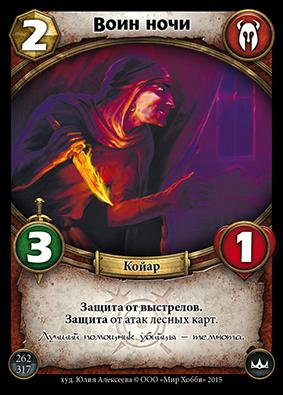 2
Воин ночи
3
1
Койар
Защита от выстрелов.
Защита от атак лесных карт.
Лучший помощник убийцы – темнота.
262
317
худ. Юлия Алексеева © ООО «Мир Хобби» 2015